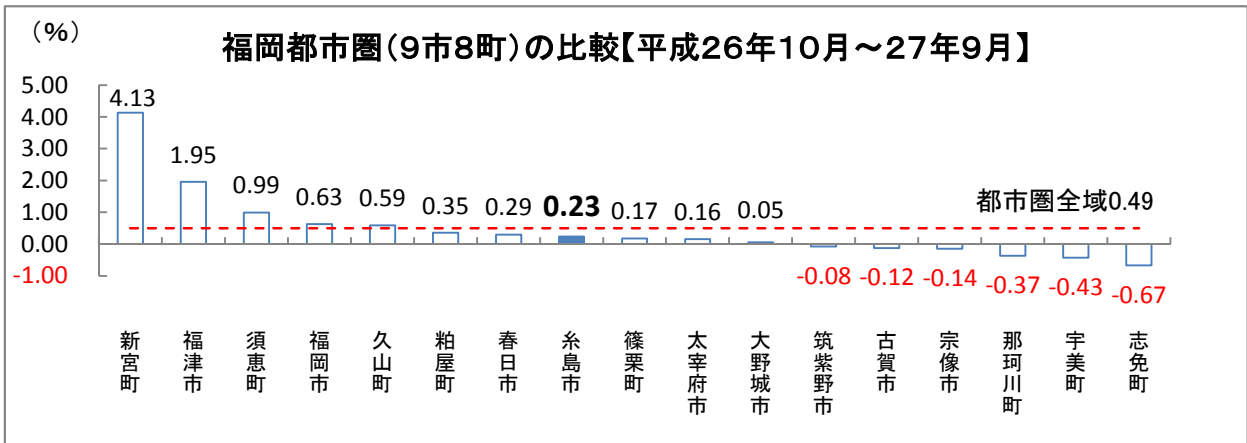 （%）
福岡都市圏（9市8町）の比較【平成26年10月～27年9月】
5.00
4.00
3.00
2.00
1.00
0.00
-1.00
4.13
1.95
0.99
0.63
0.59
0.35
0.29
0.23
0.17
0.16
0.05
-0.08
-0.12
-0.14
-0.37
-0.43
-0.67
都市圏全域0.49
新宮町
福津市
須恵町
福岡市
久山町
粕屋町
春日市
糸島市
篠栗町
太宰府市
大野城市
筑紫野市
古賀市
宗像市
那珂川町
宇美町
志免町